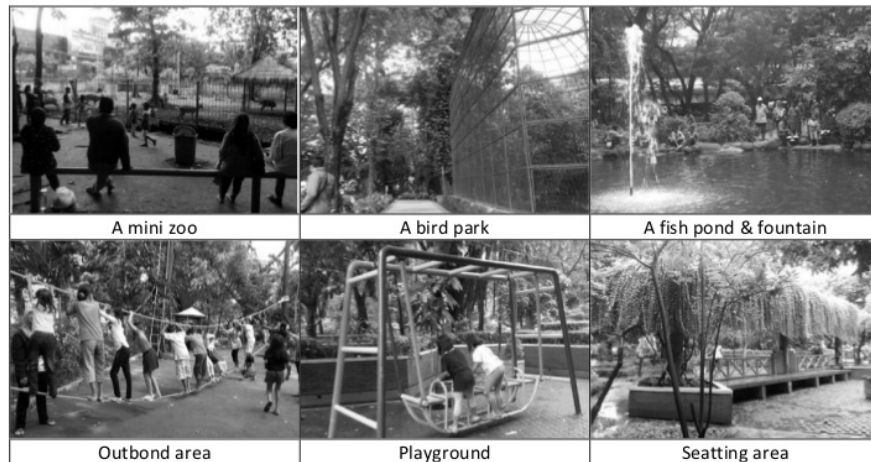 A mini zoo
A bird park
A fish pond & fountain
Outbond area
Playground
Seatting area